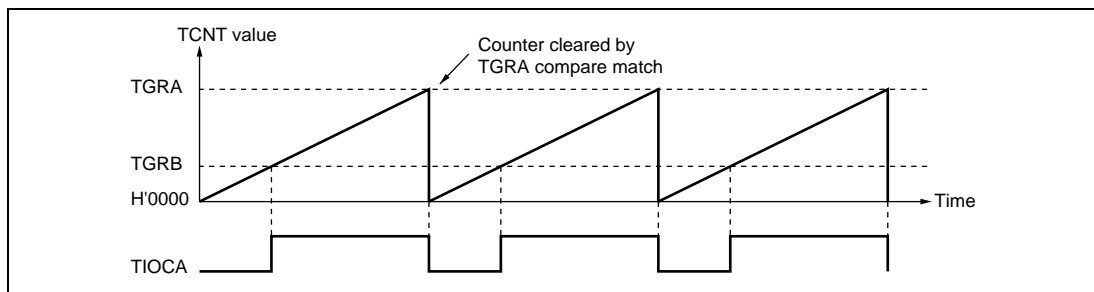 TCNT value
Counter cleared by
TGRA compare match
TGRA
TGRB
H'0000
Time
TIOCA